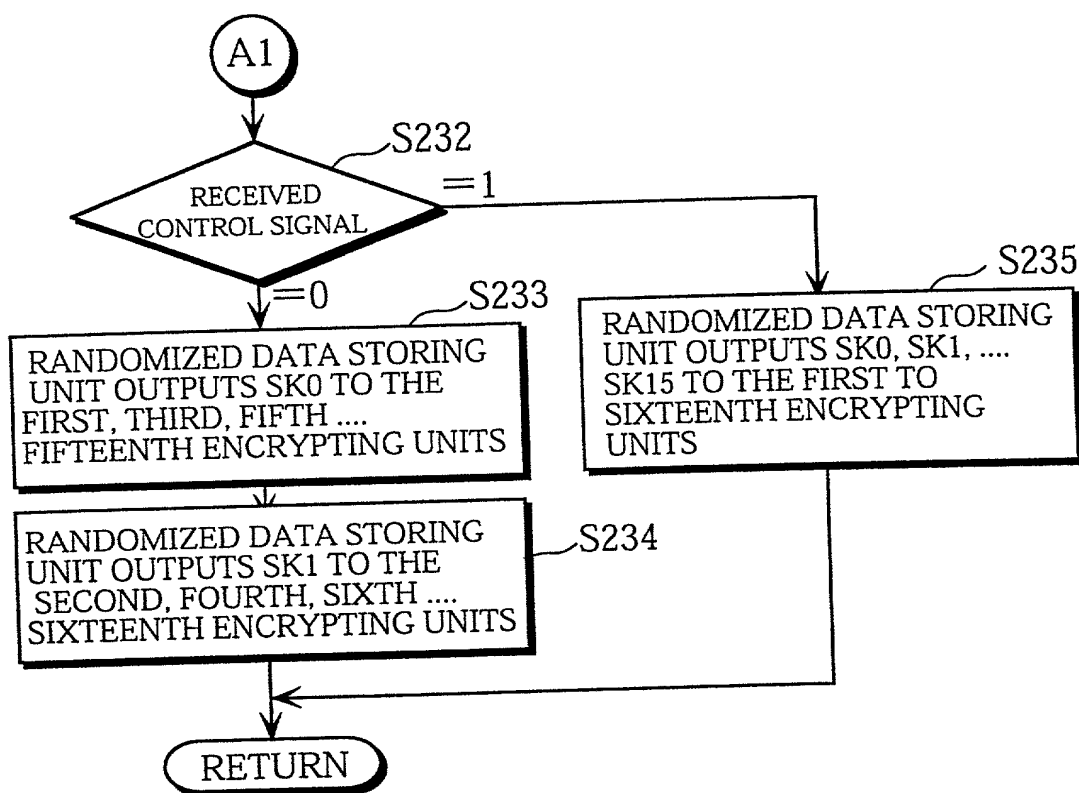 A1
S232
RECEIVED
CONTROL SIGNAL
=1
=0
S233
RANDOMIZED DATA STORING
UNIT OUTPUTS SK0 TO THE
FIRST, THIRD, FIFTH ....
FIFTEENTH ENCRYPTING UNITS
S235
RANDOMIZED DATA STORING
UNIT OUTPUTS SK0, SK1, ....
SK15 TO THE FIRST TO
SIXTEENTH ENCRYPTING
UNITS
S234
RANDOMIZED DATA STORING
UNIT OUTPUTS SK1 TO THE
SECOND, FOURTH, SIXTH ....
SIXTEENTH ENCRYPTING UNITS
RETURN